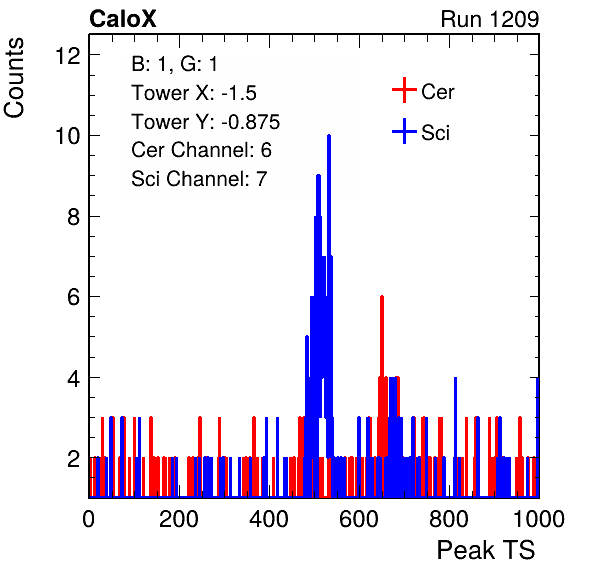 CaloX Run 1209
Counts
12
10
8
6
4
2
B: 1, G: 1
Tower X: -1.5
Tower Y: -0.875
Cer Channel: 6
Sci Channel: 7
Cer
Sci
0 200 400 600 800 1000
Peak TS